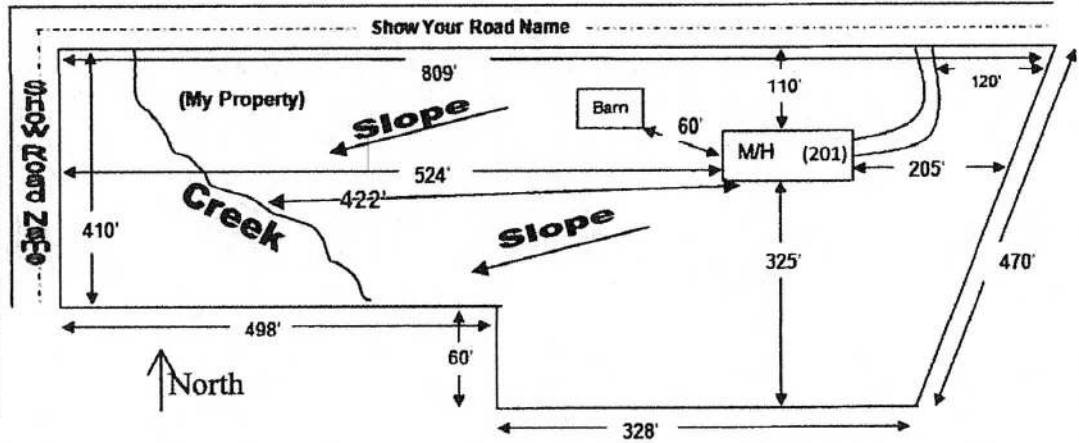 Show Your Road Name
Show Road Name
809'
110'
120'
(My Property)
Slope
Barn
60'
M/H (201)
524'
205'
422'
Creek
410'
Slope
325'
470'
498'
60'
North
328'